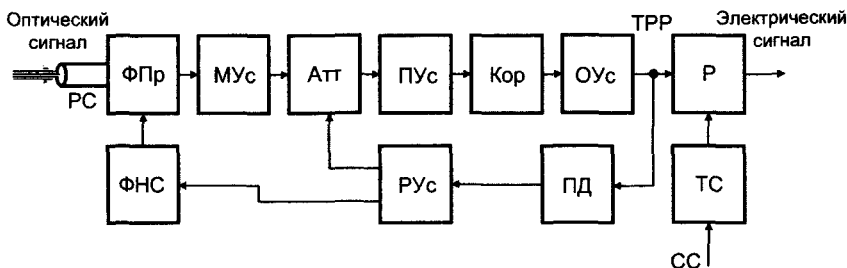 Оптический
сигнал
ТРР
Электрический
сигнал
РС
ФПр
МУс
Атт
ПУс
Кор
ОУс
Р
ФНС
РУс
ПД
ТС
СС